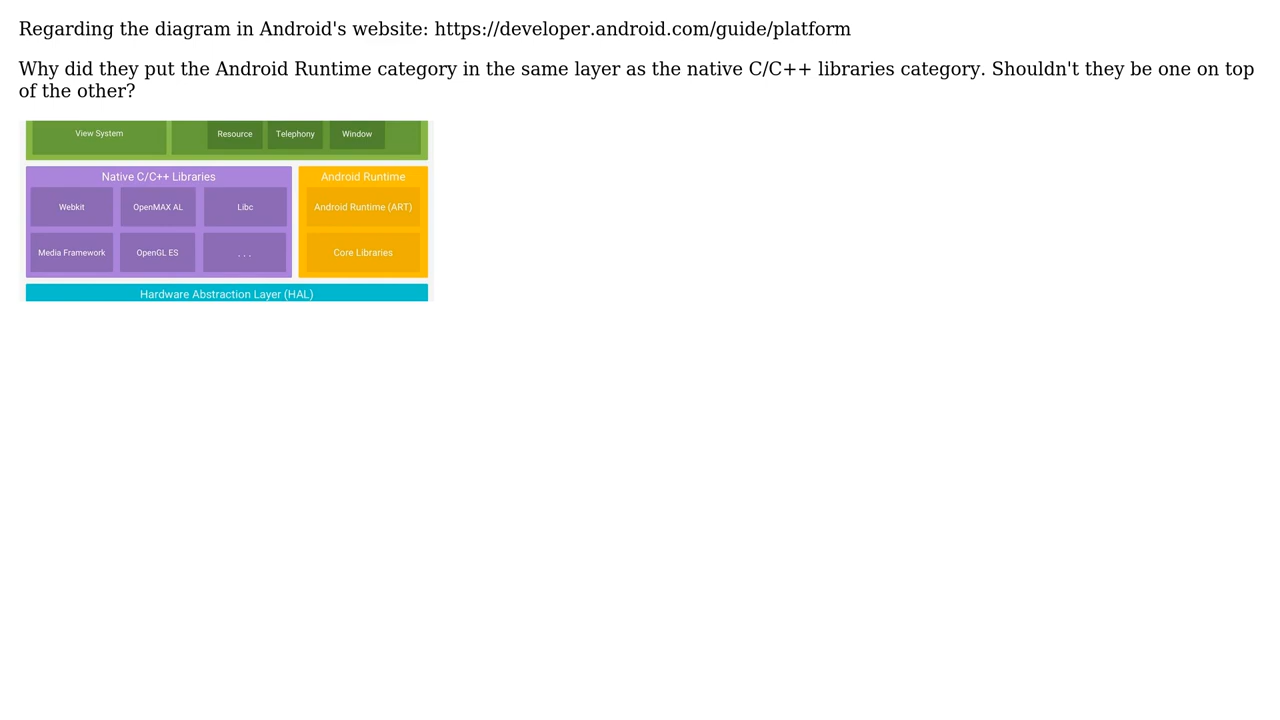 Regarding the diagram in Android's website: https://developer.android.com/guide/platform
Why did they put the Android Runtime category in the same layer as the native C/C++ libraries category. Shouldn't they be one on top
of the other?
View System
Resource
Telephony
Window
Native C/C++ Libraries
Webkit
OpenMAX AL
Libc
Media Framework
OpenGL ES
. . .
Android Runtime
Android Runtime (ART)
Core Libraries
Hardware Abstraction Layer (HAL)